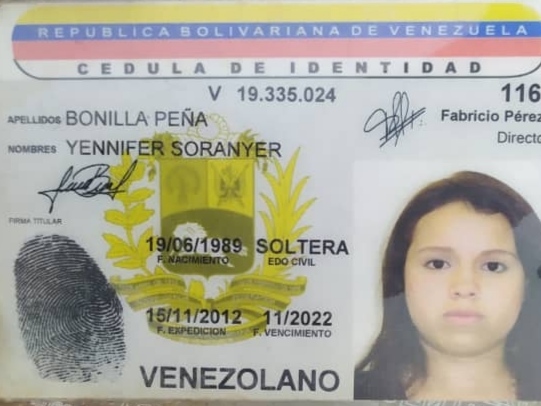 REPUBLICA BOLIVARIANA DE VENEZUELA
CEDULA DE IDENTIDAD
V 19.335.024
116
APELLIDOS BONILLA PEÑA
Fabricio Pérez
Directo
NOMBRES YENNIFER SORANYER
FIRMA TITULAR
19/06/1989 SOLTERA
F. NACIMIENTO EDO CIVIL
15/11/2012 11/2022
F. EXPEDICION F. VENCIMIENTO
VENEZOLANO